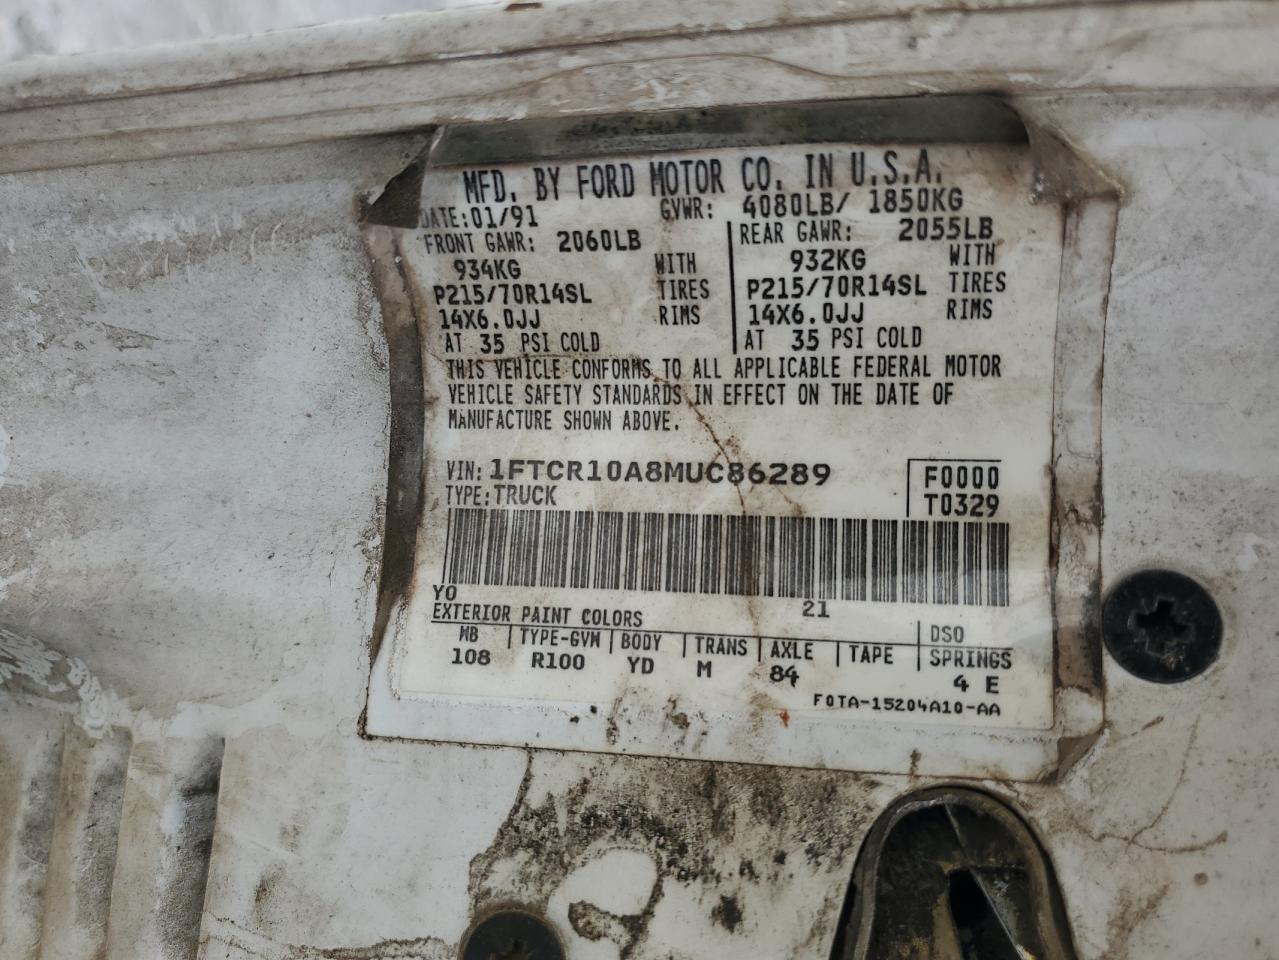 MFD. BY FORD MOTOR CO. IN U.S.A.
DATE: 01/91 GVWR: 4080LB/ 1850KG
FRONT GAWR: 2060LB REAR GAWR: 2055LB
934KG WITH 932KG WITH
P215/70R14SL TIRES P215/70R14SL TIRES
14X6.0JJ RIMS 14X6.0JJ RIMS
AT 35 PSI COLD AT 35 PSI COLD
THIS VEHICLE CONFORMS TO ALL APPLICABLE FEDERAL MOTOR
VEHICLE SAFETY STANDARDS IN EFFECT ON THE DATE OF
MANUFACTURE SHOWN ABOVE.
VIN: 1FTCR10A8MUC86289 F0000
TYPE: TRUCK T0329
YO 21
EXTERIOR PAINT COLORS DSO
WB TYPE-GVW BODY TRANS AXLE TAPE SPRINGS
108 R100 YD M 84 4 E
F0TA-15204A10-AA